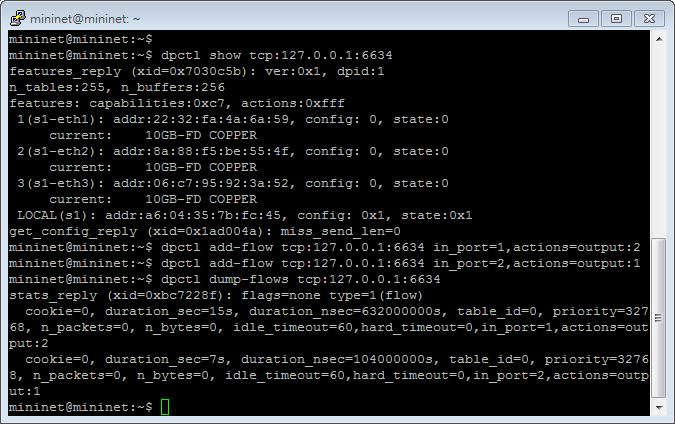 mininet@mininet: ~
mininet@mininet:~$
mininet@mininet:~$ dpctl show tcp:127.0.0.1:6634
features_reply (xid=0x7030c5b): ver:0x1, dpid:1
n_tables:255, n_buffers:256
features: capabilities:0xc7, actions:0xfff
 1(s1-eth1): addr:22:32:fa:4a:6a:59, config: 0, state:0
     current:    10GB-FD COPPER
 2(s1-eth2): addr:8a:88:f5:be:55:4f, config: 0, state:0
     current:    10GB-FD COPPER
 3(s1-eth3): addr:06:c7:95:92:3a:52, config: 0, state:0
     current:    10GB-FD COPPER
 LOCAL(s1): addr:a6:04:35:7b:fc:45, config: 0x1, state:0x1
get_config_reply (xid=0x1ad004a): miss_send_len=0
mininet@mininet:~$ dpctl add-flow tcp:127.0.0.1:6634 in_port=1,actions=output:2
mininet@mininet:~$ dpctl add-flow tcp:127.0.0.1:6634 in_port=2,actions=output:1
mininet@mininet:~$ dpctl dump-flows tcp:127.0.0.1:6634
stats_reply (xid=0xbc7228f): flags=none type=1(flow)
  cookie=0, duration_sec=15s, duration_nsec=632000000s, table_id=0, priority=327
68, n_packets=0, n_bytes=0, idle_timeout=60,hard_timeout=0,in_port=1,actions=out
put:2
  cookie=0, duration_sec=7s, duration_nsec=104000000s, table_id=0, priority=3276
8, n_packets=0, n_bytes=0, idle_timeout=60,hard_timeout=0,in_port=2,actions=outp
ut:1
mininet@mininet:~$